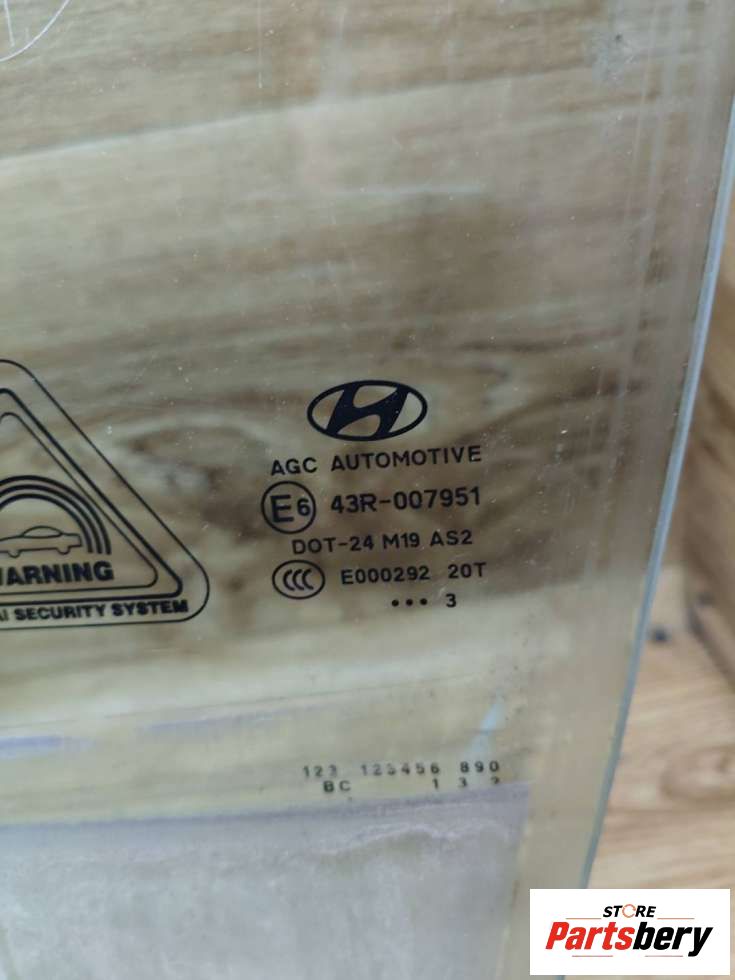 AGC AUTOMOTIVE
E6 43R-007951
DOT-24 M19 AS2
CCC E000292 20T
••• 3
WARNING
SECURITY SYSTEM
123 123456 890
BC 1 3 2
STORE
Partsbery